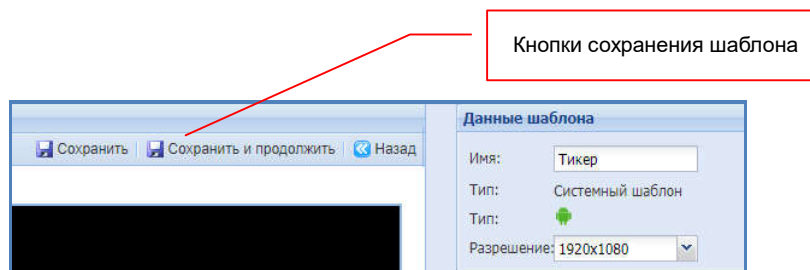 Кнопки сохранения шаблона
Данные шаблона
Сохранить Сохранить и продолжить Назад
Имя: Тикер
Тип: Системный шаблон
Тип:
Разрешение: 1920x1080